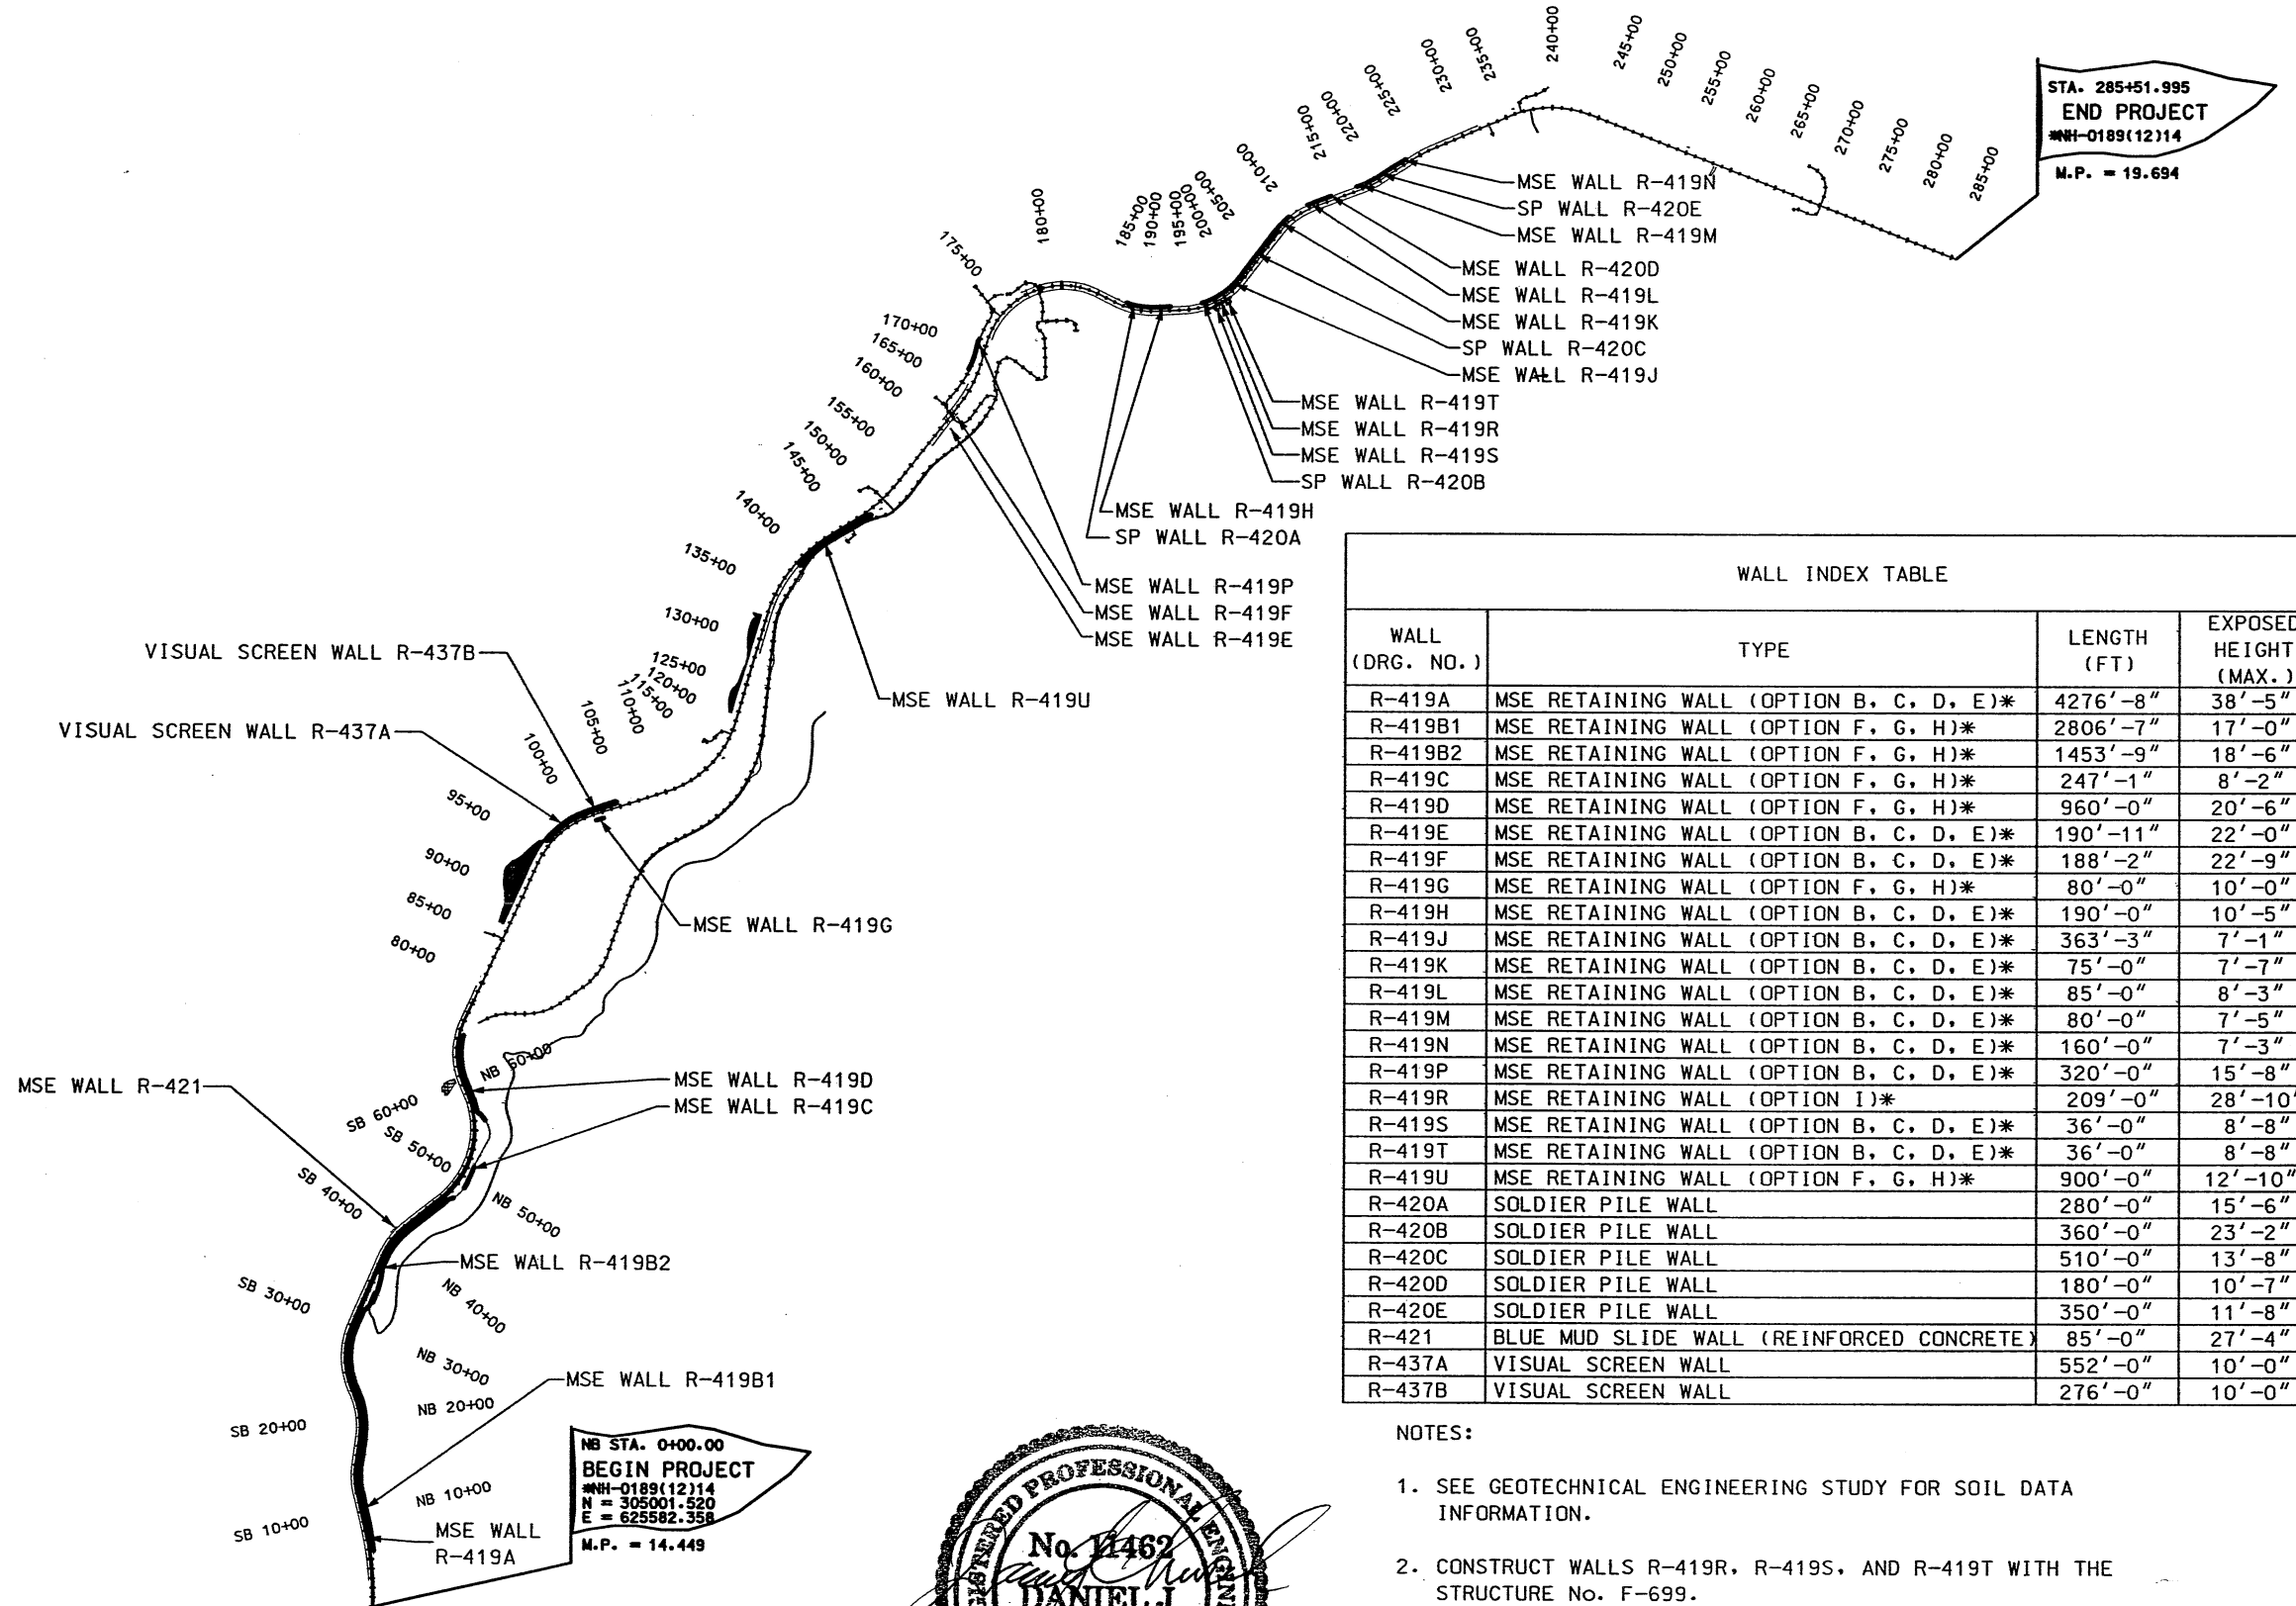 240+00
245+00
235+00
250+00
230+00
255+00
225+00
260+00
220+00
265+00
215+00
270+00
210+00
275+00
205+00
280+00
200+00
285+00
195+00
190+00
185+00
180+00
175+00
170+00
165+00
160+00
155+00
150+00
145+00
140+00
135+00
130+00
125+00
120+00
115+00
110+00
105+00
100+00
95+00
90+00
85+00
80+00
STA. 285+51.995
END PROJECT
*NH-0189(12)14
M.P. = 19.694
MSE WALL R-419N
SP WALL R-420E
MSE WALL R-419M
MSE WALL R-420D
MSE WALL R-419L
MSE WALL R-419K
SP WALL R-420C
MSE WALL R-419J
MSE WALL R-419T
MSE WALL R-419R
MSE WALL R-419S
SP WALL R-420B
MSE WALL R-419H
SP WALL R-420A
MSE WALL R-419P
MSE WALL R-419F
MSE WALL R-419E
MSE WALL R-419U
VISUAL SCREEN WALL R-437B
VISUAL SCREEN WALL R-437A
MSE WALL R-419G
NB 60+00
MSE WALL R-421
MSE WALL R-419D
MSE WALL R-419C
SB 60+00
SB 50+00
SB 40+00
NB 50+00
MSE WALL R-419B2
SB 30+00
NB 40+00
NB 30+00
MSE WALL R-419B1
NB 20+00
SB 20+00
NB 10+00
SB 10+00
MSE WALL
R-419A
NB STA. 0+00.00
BEGIN PROJECT
*NH-0189(12)14
N = 305001.520
E = 625582.358
M.P. = 14.449
WALL INDEX TABLE
WALL (DRG. NO.) TYPE LENGTH (FT) EXPOSED HEIGHT (MAX.)
R-419A MSE RETAINING WALL (OPTION B, C, D, E)* 4276'-8" 38'-5"
R-419B1 MSE RETAINING WALL (OPTION F, G, H)* 2806'-7" 17'-0"
R-419B2 MSE RETAINING WALL (OPTION F, G, H)* 1453'-9" 18'-6"
R-419C MSE RETAINING WALL (OPTION F, G, H)* 247'-1" 8'-2"
R-419D MSE RETAINING WALL (OPTION F, G, H)* 960'-0" 20'-6"
R-419E MSE RETAINING WALL (OPTION B, C, D, E)* 190'-11" 22'-0"
R-419F MSE RETAINING WALL (OPTION B, C, D, E)* 188'-2" 22'-9"
R-419G MSE RETAINING WALL (OPTION F, G, H)* 80'-0" 10'-0"
R-419H MSE RETAINING WALL (OPTION B, C, D, E)* 190'-0" 10'-5"
R-419J MSE RETAINING WALL (OPTION B, C, D, E)* 363'-3" 7'-1"
R-419K MSE RETAINING WALL (OPTION B, C, D, E)* 75'-0" 7'-7"
R-419L MSE RETAINING WALL (OPTION B, C, D, E)* 85'-0" 8'-3"
R-419M MSE RETAINING WALL (OPTION B, C, D, E)* 80'-0" 7'-5"
R-419N MSE RETAINING WALL (OPTION B, C, D, E)* 160'-0" 7'-3"
R-419P MSE RETAINING WALL (OPTION B, C, D, E)* 320'-0" 15'-8"
R-419R MSE RETAINING WALL (OPTION I)* 209'-0" 28'-10"
R-419S MSE RETAINING WALL (OPTION B, C, D, E)* 36'-0" 8'-8"
R-419T MSE RETAINING WALL (OPTION B, C, D, E)* 36'-0" 8'-8"
R-419U MSE RETAINING WALL (OPTION F, G, H)* 900'-0" 12'-10"
R-420A SOLDIER PILE WALL 280'-0" 15'-6"
R-420B SOLDIER PILE WALL 360'-0" 23'-2"
R-420C SOLDIER PILE WALL 510'-0" 13'-8"
R-420D SOLDIER PILE WALL 180'-0" 10'-7"
R-420E SOLDIER PILE WALL 350'-0" 11'-8"
R-421 BLUE MUD SLIDE WALL (REINFORCED CONCRETE) 85'-0" 27'-4"
R-437A VISUAL SCREEN WALL 552'-0" 10'-0"
R-437B VISUAL SCREEN WALL 276'-0" 10'-0"
NOTES:
1. SEE GEOTECHNICAL ENGINEERING STUDY FOR SOIL DATA
INFORMATION.
2. CONSTRUCT WALLS R-419R, R-419S, AND R-419T WITH THE
STRUCTURE No. F-699.
PROFESSIONAL
No. 11462
DANIEL J